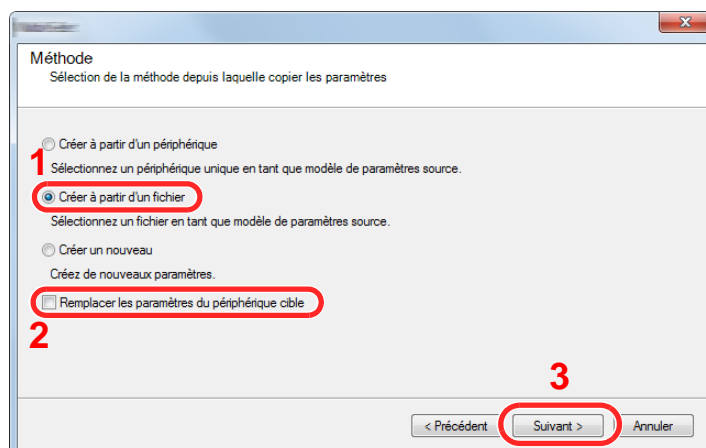 Méthode
Sélection de la méthode depuis laquelle copier les paramètres
Créer à partir d'un périphérique
1
Sélectionnez un périphérique unique en tant que modèle de paramètres source.
Créer à partir d'un fichier
Sélectionnez un fichier en tant que modèle de paramètres source.
Créer un nouveau
Créez de nouveaux paramètres.
Remplacer les paramètres du périphérique cible
2
3
< Précédent Suivant > Annuler